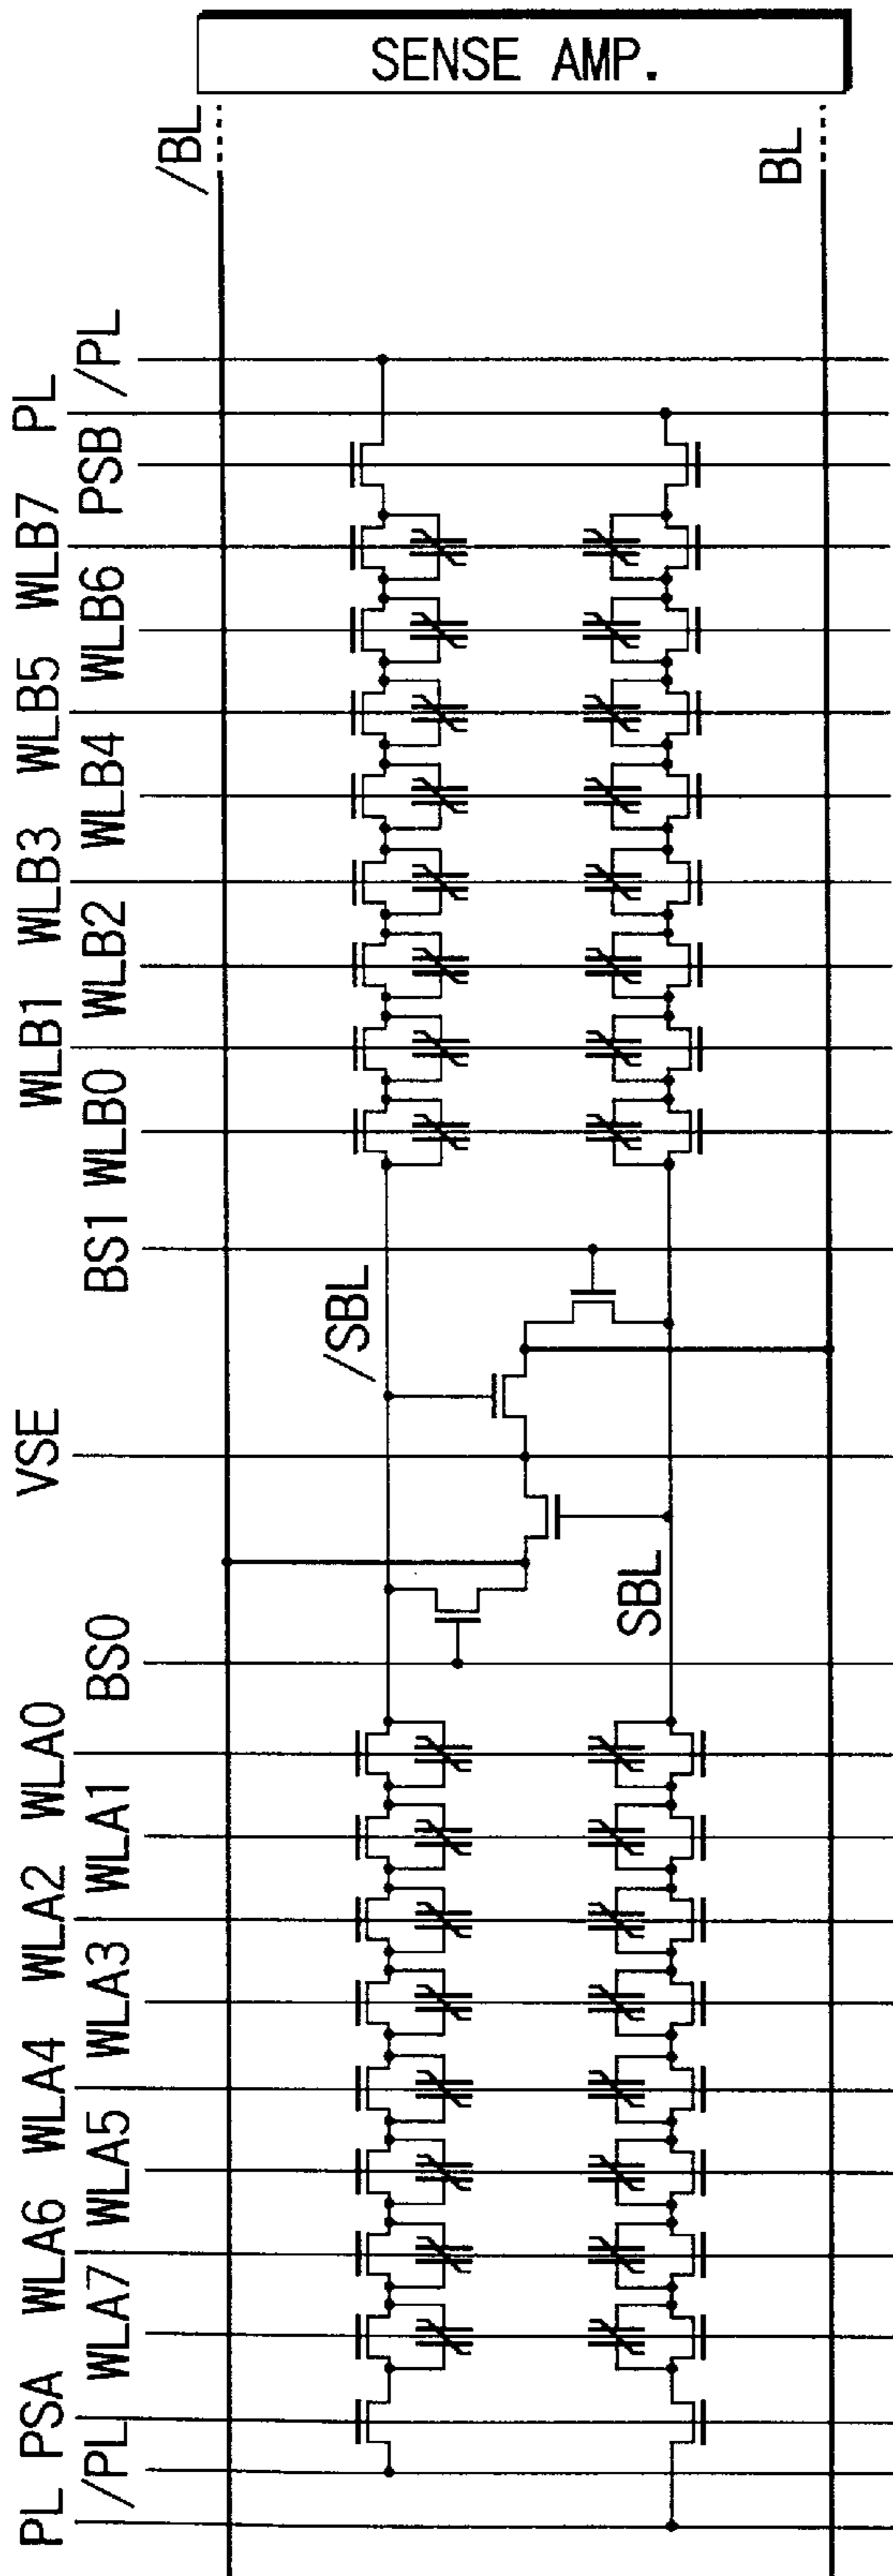 SENSE AMP.
/BL
BL
/PL
PL
PSB
WLB7
WLB6
WLB5
WLB4
WLB3
WLB2
WLB1
WLB0
BS1
/SBL
VSE
SBL
BS0
WLA0
WLA1
WLA2
WLA3
WLA4
WLA5
WLA6
WLA7
PSA
/PL
PL